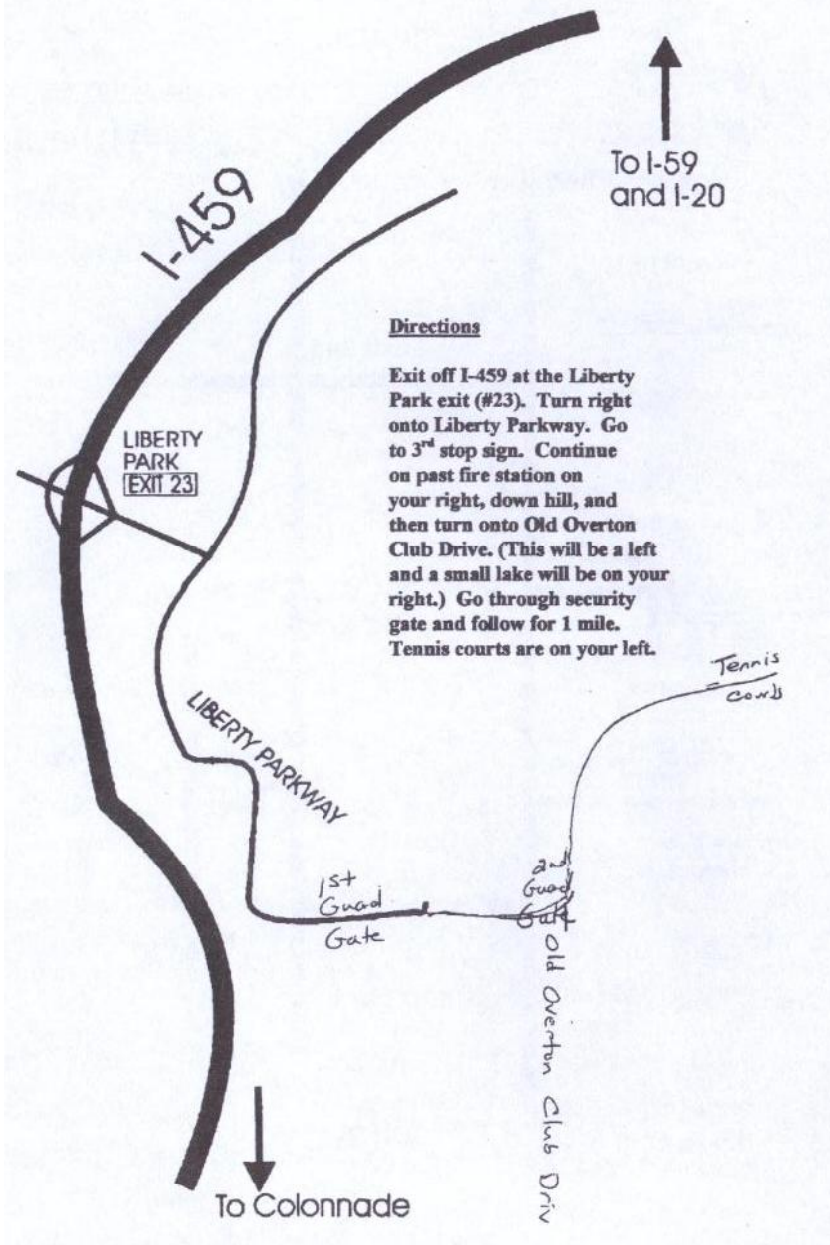 To I-59
and I-20
I-459
Directions
Exit off I-459 at the Liberty
Park exit (#23). Turn right
onto Liberty Parkway. Go
to 3rd stop sign. Continue
on past fire station on
your right, down hill, and
then turn onto Old Overton
Club Drive. (This will be a left
and a small lake will be on your
right.) Go through security
gate and follow for 1 mile.
Tennis courts are on your left.
LIBERTY
PARK
EXIT 23
Tennis
Courts
LIBERTY PARKWAY
1st
Guad
Gate
2nd
Guad
Gate
Old Overton Club Driv
To Colonnade